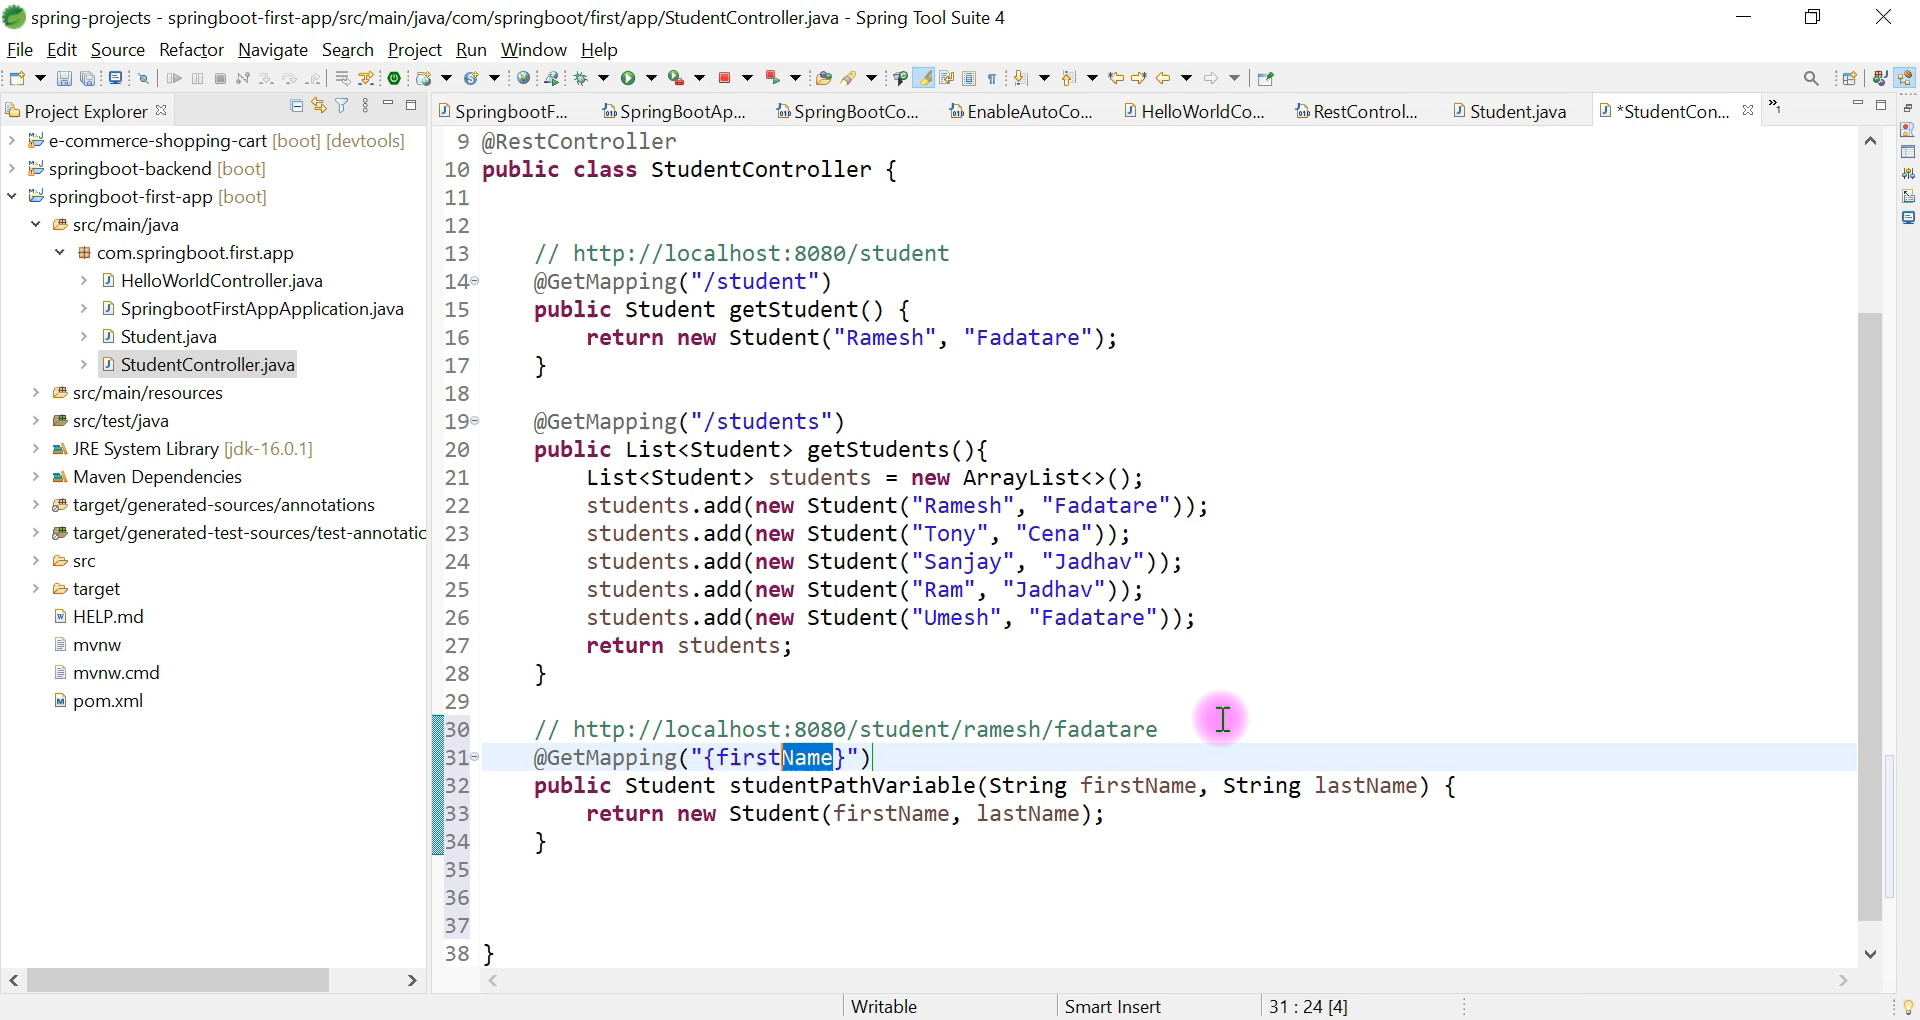 spring-projects - springboot-first-app/src/main/java/com/springboot/first/app/StudentController.java - Spring Tool Suite 4
File Edit Source Refactor Navigate Search Project Run Window Help
Project Explorer
SpringbootF... SpringBootAp... SpringBootCo... EnableAutoCo... HelloWorldCo... RestControl... Student.java *StudentCon... »1
e-commerce-shopping-cart [boot] [devtools]
springboot-backend [boot]
springboot-first-app [boot]
src/main/java
com.springboot.first.app
HelloWorldController.java
SpringbootFirstAppApplication.java
Student.java
StudentController.java
src/main/resources
src/test/java
JRE System Library [jdk-16.0.1]
Maven Dependencies
target/generated-sources/annotations
target/generated-test-sources/test-annotatic
src
target
HELP.md
mvnw
mvnw.cmd
pom.xml
9 @RestController
10 public class StudentController {
11
12
13 // http://localhost:8080/student
14 @GetMapping("/student")
15 public Student getStudent() {
16 return new Student("Ramesh", "Fadatare");
17 }
18
19 @GetMapping("/students")
20 public List<Student> getStudents(){
21 List<Student> students = new ArrayList<>();
22 students.add(new Student("Ramesh", "Fadatare"));
23 students.add(new Student("Tony", "Cena"));
24 students.add(new Student("Sanjay", "Jadhav"));
25 students.add(new Student("Ram", "Jadhav"));
26 students.add(new Student("Umesh", "Fadatare"));
27 return students;
28 }
29
30 // http://localhost:8080/student/ramesh/fadatare
31 @GetMapping("{firstName}")
32 public Student studentPathVariable(String firstName, String lastName) {
33 return new Student(firstName, lastName);
34 }
35
36
37
38 }
Writable Smart Insert 31 : 24 [4]